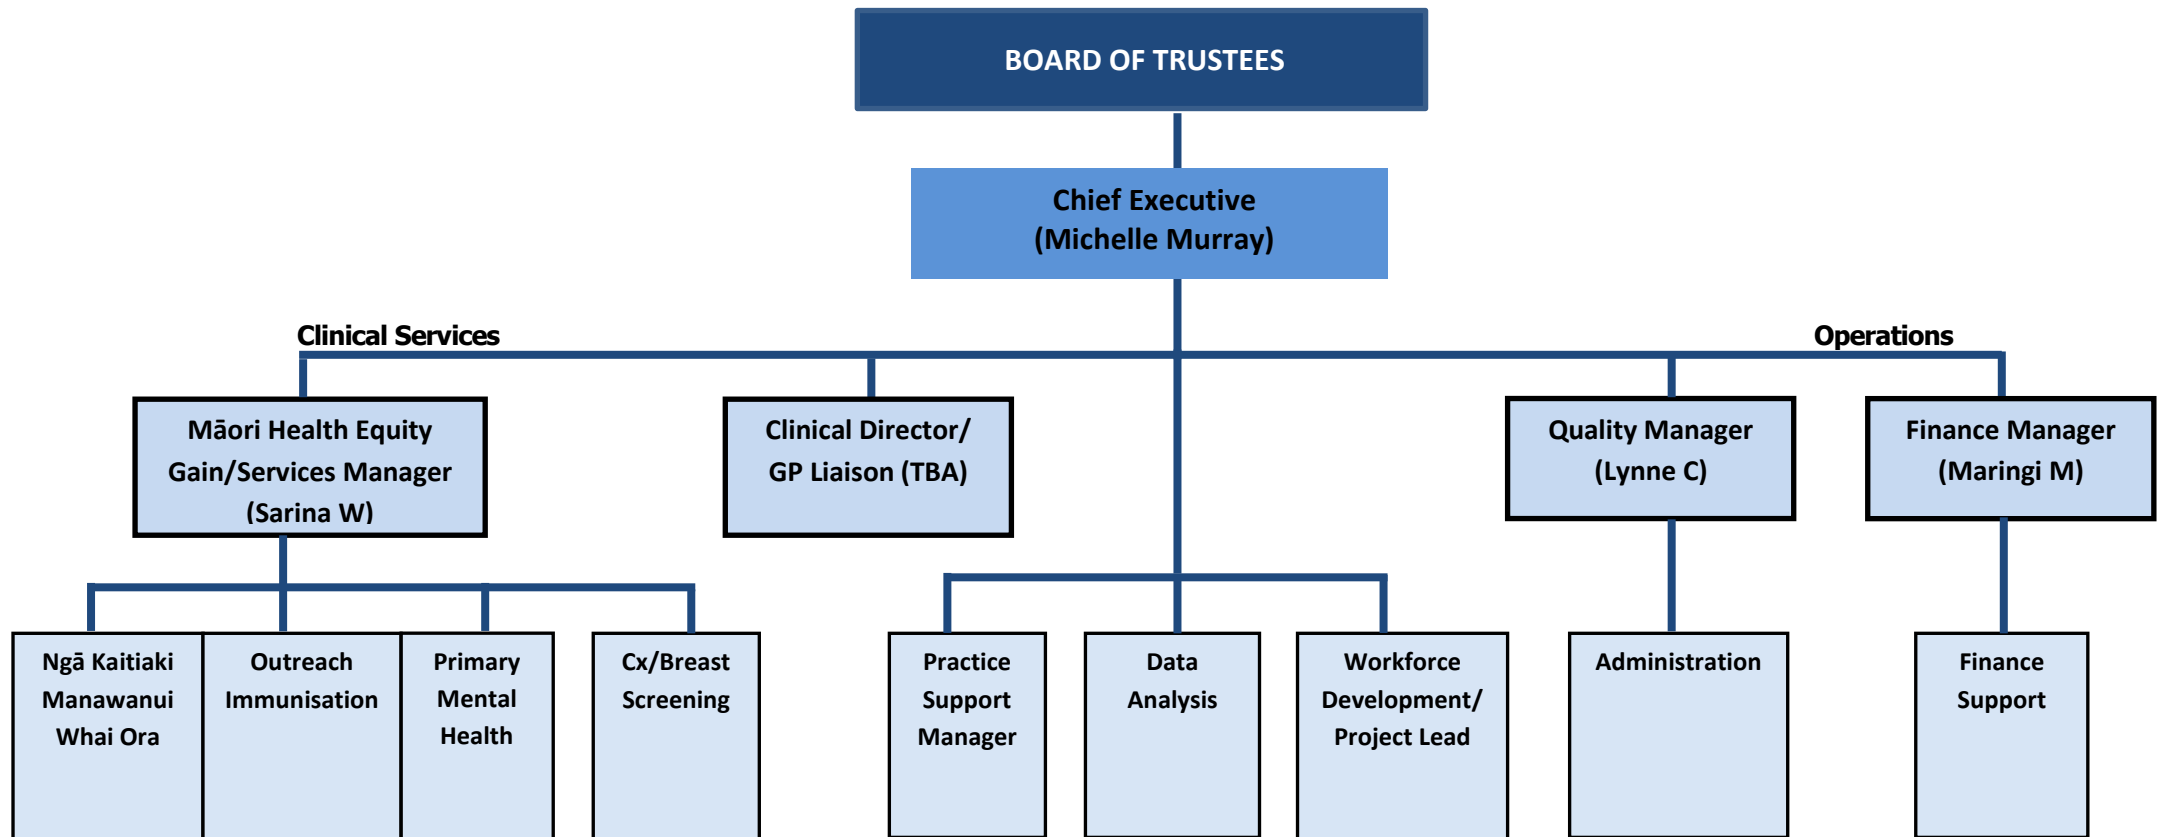 BOARD OF TRUSTEES
Chief Executive
(Michelle Murray)
Clinical Services
Operations
Māori Health Equity
Gain/Services Manager
(Sarina W)
Clinical Director/
GP Liaison (TBA)
Quality Manager
(Lynne C)
Finance Manager
(Maringi M)
Ngā Kaitiaki
Manawanui
Whai Ora
Outreach
Immunisation
Primary
Mental
Health
Cx/Breast
Screening
Practice
Support
Manager
Data
Analysis
Workforce
Development/
Project Lead
Administration
Finance
Support